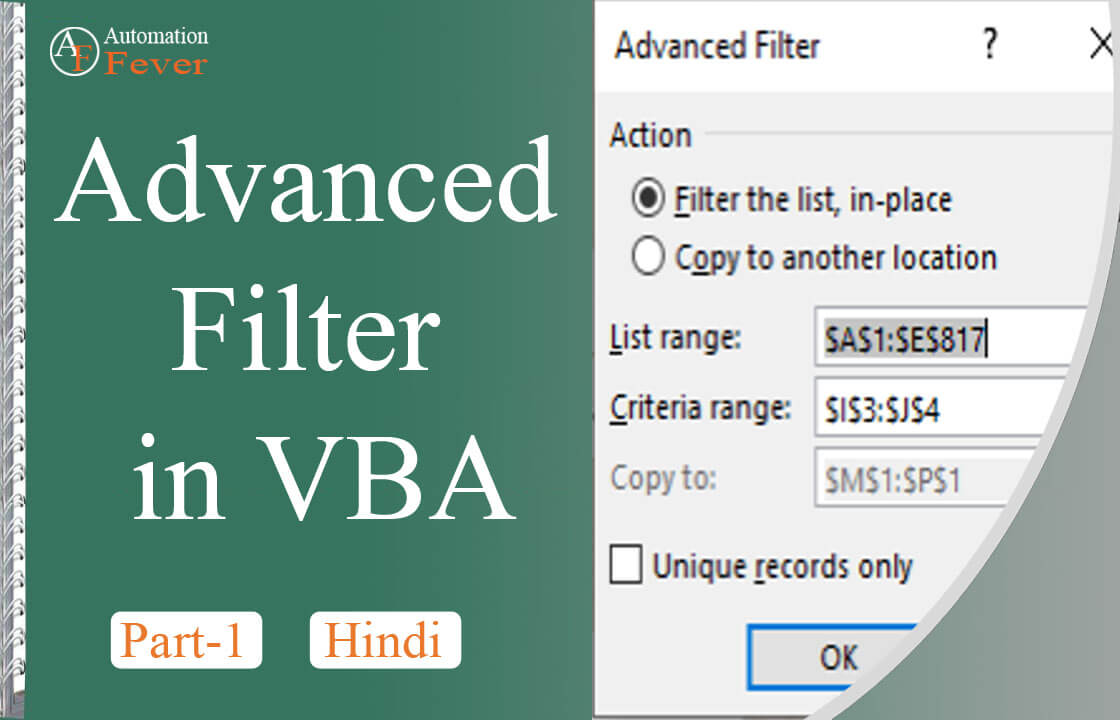 AF Automation
Fever
Advanced
Filter
in VBA
Part-1 Hindi
Advanced Filter ? X
Action
Filter the list, in-place
Copy to another location
List range: $A$1:$E$817
Criteria range: $I$3:$J$4
Copy to: $M$1:$P$1
Unique records only
OK